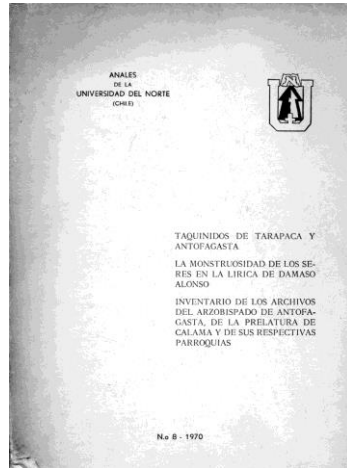 ANALES
DE LA
UNIVERSIDAD DEL NORTE
(CHILE)
TAQUINIDOS DE TARAPACA Y
ANTOFAGASTA
LA MONSTRUOSIDAD DE LOS SE-
RES EN LA LIRICA DE DAMASO
ALONSO
INVENTARIO DE LOS ARCHIVOS
DEL ARZOBISPADO DE ANTOFA-
GASTA, DE LA PRELATURA DE
CALAMA Y DE SUS RESPECTIVAS
PARROQUIAS
N.o 8 - 1970